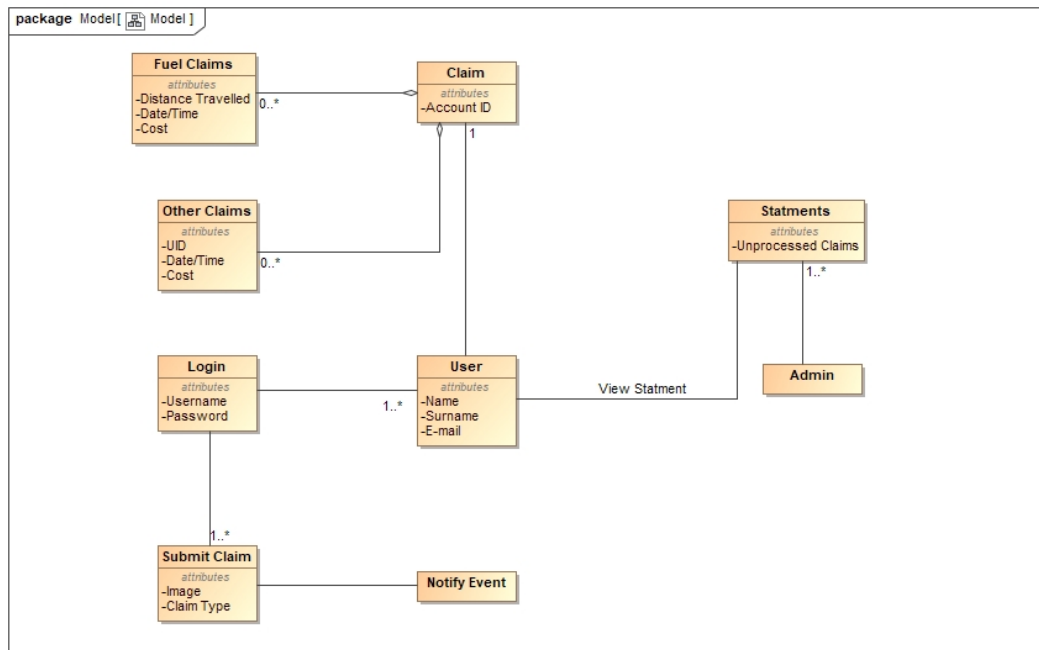 package Model[ Model ]
Fuel Claims
attributes
-Distance Travelled
-Date/Time
-Cost
0..*
Claim
attributes
-Account ID
1
Other Claims
attributes
-UID
-Date/Time
-Cost
0..*
Statments
attributes
-Unprocessed Claims
1..*
Login
attributes
-Username
-Password
User
attributes
-Name
-Surname
-E-mail
1..*
View Statment
Admin
1..*
Submit Claim
attributes
-Image
-Claim Type
Notify Event